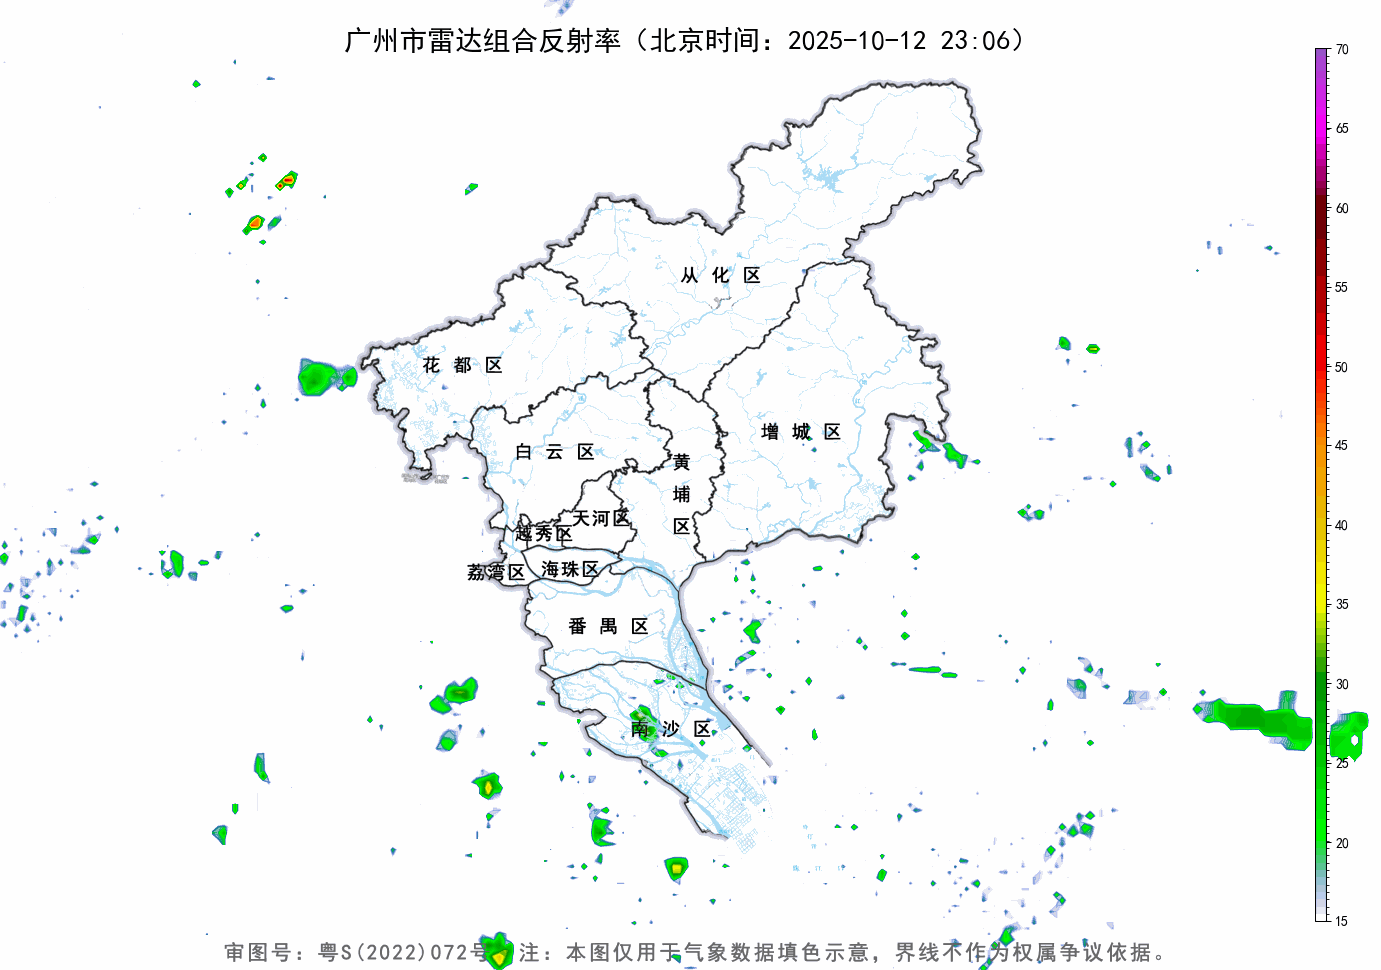 广州市雷达组合反射率（北京时间：2025-10-12 23:06）
70
65
60
55
50
45
40
35
30
25
20
15
从化区
花都区
增城区
白云区
黄埔区
天河区
越秀区
荔湾区
海珠区
番禺区
南沙区
审图号：粤S(2022)072号 注：本图仅用于气象数据填色示意，界线不作为权属争议依据。